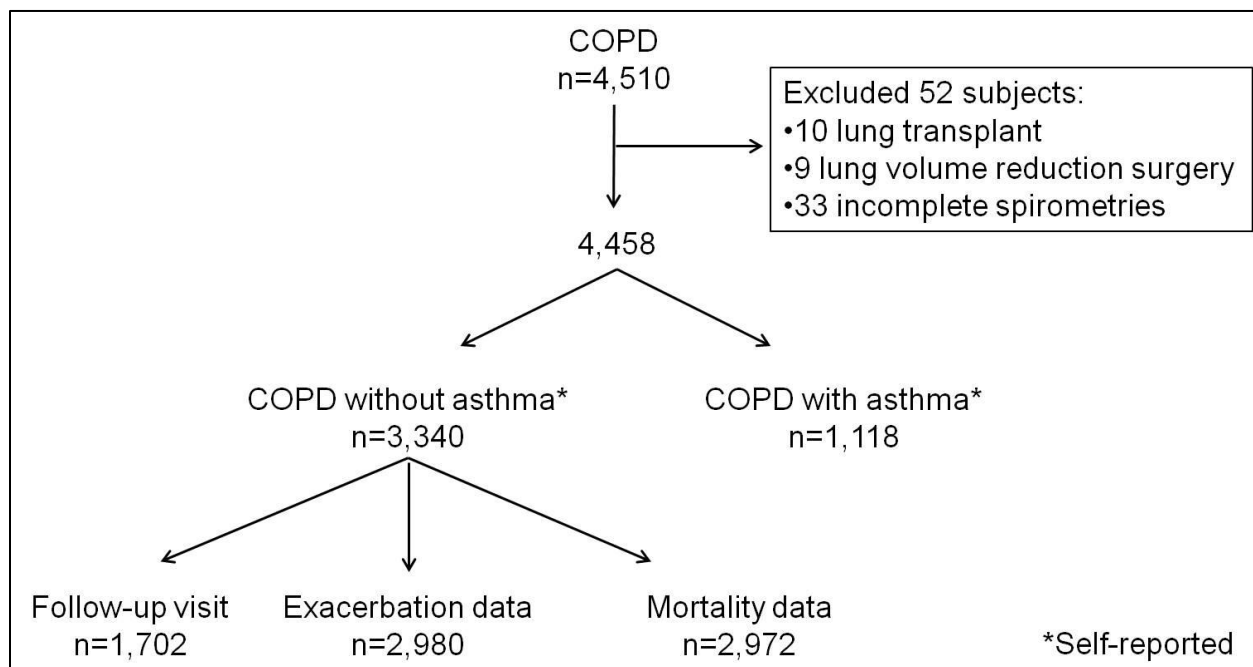 COPD
n=4,510
Excluded 52 subjects:
•10 lung transplant
•9 lung volume reduction surgery
•33 incomplete spirometries
4,458
COPD without asthma*
n=3,340
COPD with asthma*
n=1,118
Follow-up visit
n=1,702
Exacerbation data
n=2,980
Mortality data
n=2,972
*Self-reported